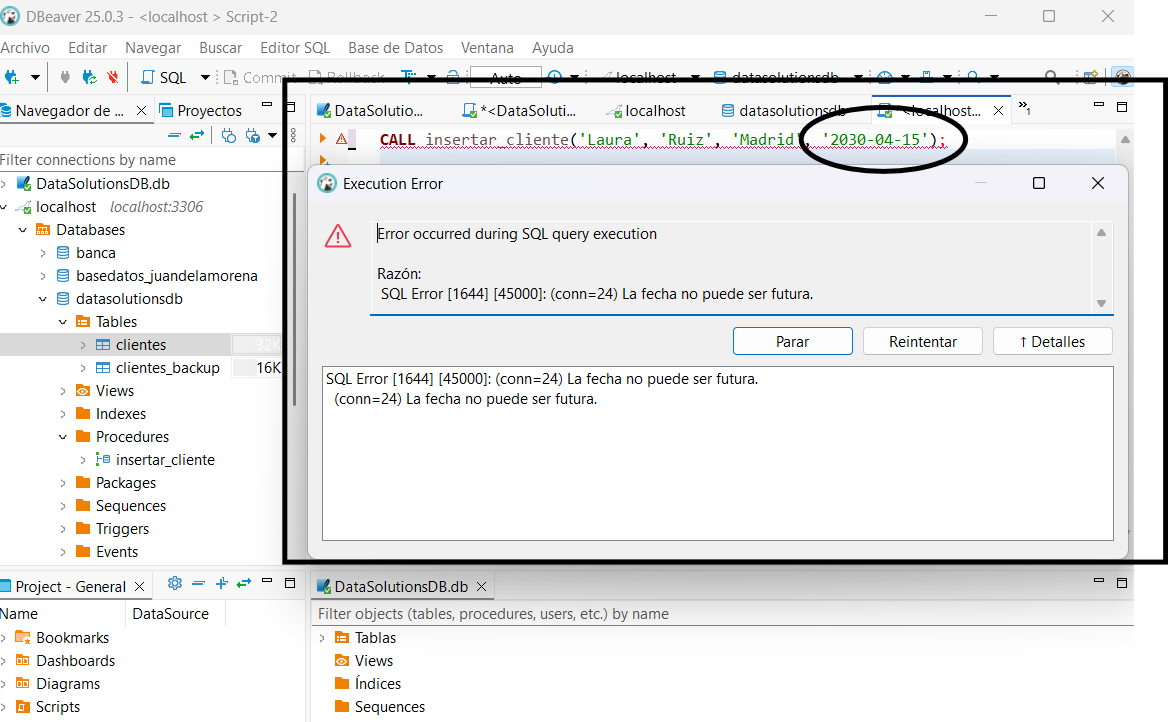 DBeaver 25.0.3 - <localhost > Script-2
Archivo Editar Navegar Buscar Editor SQL Base de Datos Ventana Ayuda
SQL Commit Rollback Auto localhost datasolutionsdb
Navegador de ... Proyectos
Filter connections by name
DataSolutionsDB.db
localhost localhost:3306
Databases
banca
basedatos_juandelamorena
datasolutionsdb
Tables
clientes 32K
clientes_backup 16K
Views
Indexes
Procedures
insertar_cliente
Packages
Sequences
Triggers
Events
DataSolutio... *<DataSoluti... localhost datasolutionsdb *<localhost... »1
CALL insertar_cliente('Laura', 'Ruiz', 'Madrid', '2030-04-15');
Execution Error
Error occurred during SQL query execution
Razón:
SQL Error [1644] [45000]: (conn=24) La fecha no puede ser futura.
Parar Reintentar ↑ Detalles
SQL Error [1644] [45000]: (conn=24) La fecha no puede ser futura.
(conn=24) La fecha no puede ser futura.
Project - General
Name DataSource
Bookmarks
Dashboards
Diagrams
Scripts
DataSolutionsDB.db
Filter objects (tables, procedures, users, etc.) by name
Tablas
Views
Índices
Sequences